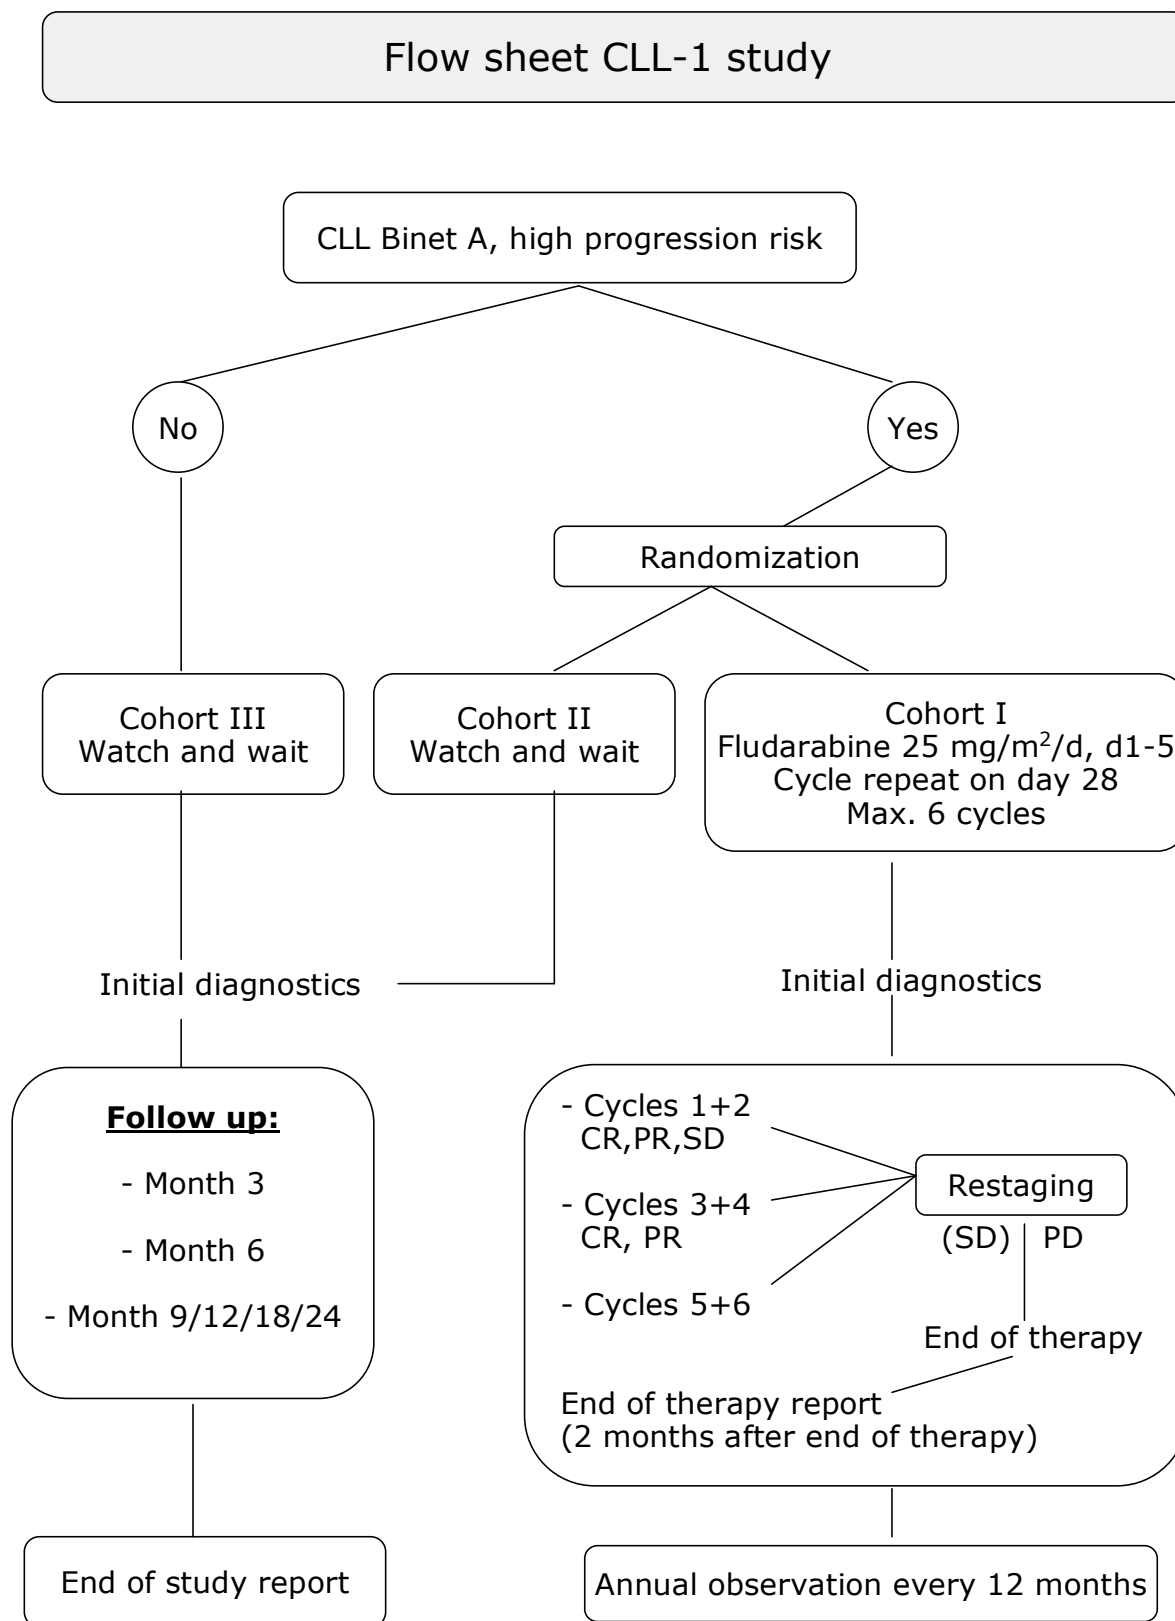 Flow sheet CLL-1 study
CLL Binet A, high progression risk
No
Yes
Randomization
Cohort III
Watch and wait
Cohort II
Watch and wait
Cohort I
Fludarabine 25 mg/m²/d, d1-5
Cycle repeat on day 28
Max. 6 cycles
Initial diagnostics
Initial diagnostics
Follow up:
- Month 3
- Month 6
- Month 9/12/18/24
- Cycles 1+2
CR,PR,SD
- Cycles 3+4
CR, PR
- Cycles 5+6
Restaging
(SD) PD
End of therapy
End of therapy report
(2 months after end of therapy)
End of study report
Annual observation every 12 months